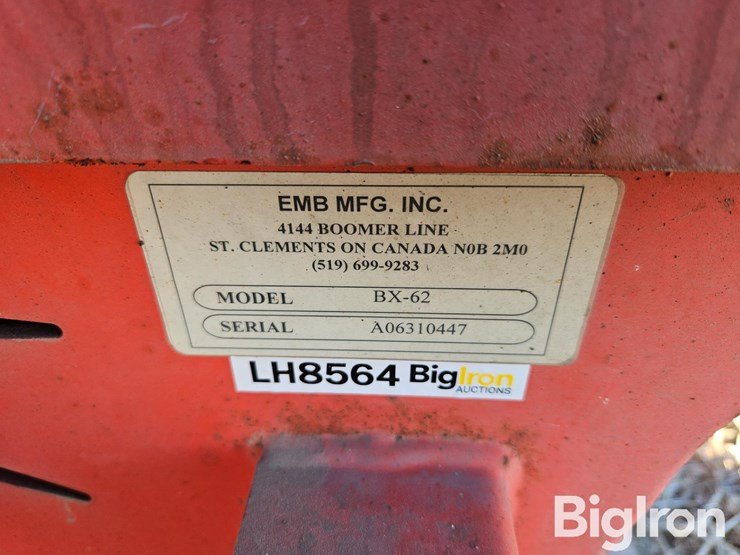 EMB MFG. INC.
4144 BOOMER LINE
ST. CLEMENTS ON CANADA N0B 2M0
(519) 699-9283
MODEL BX-62
SERIAL A06310447
LH8564 BigIron
AUCTIONS
BigIron